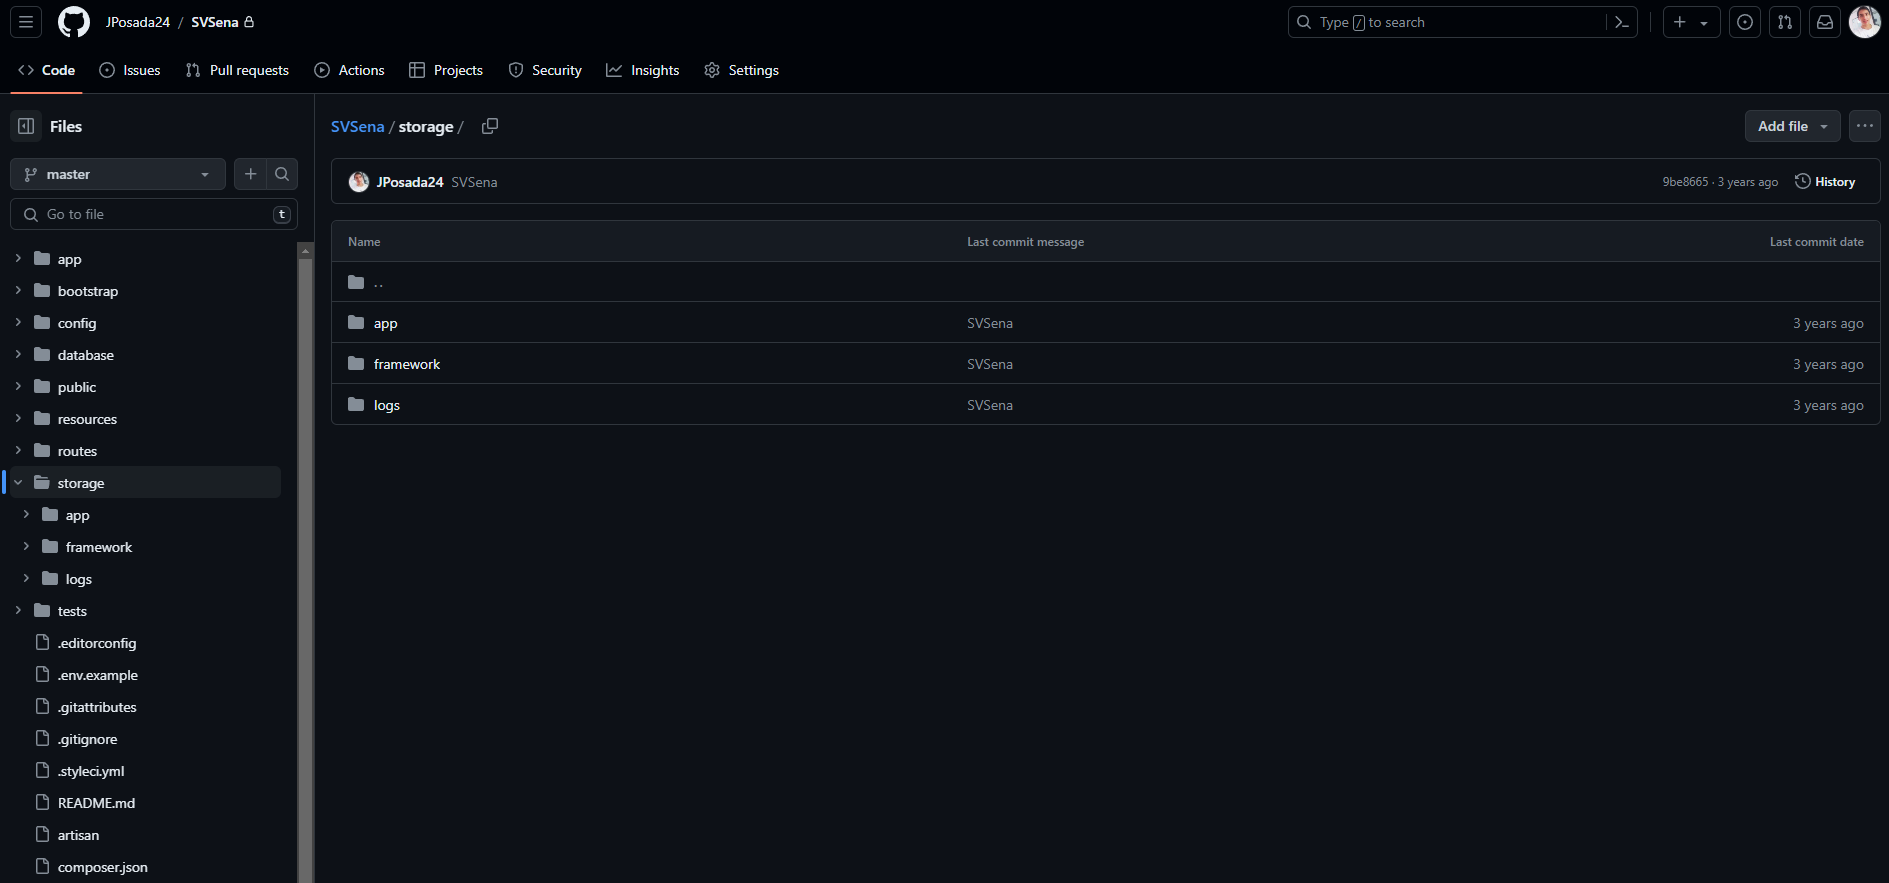 JPosada24 / SVSena
Type / to search
Code Issues Pull requests Actions Projects Security Insights Settings
Files
master
Go to file t
app
bootstrap
config
database
public
resources
routes
storage
app
framework
logs
tests
.editorconfig
.env.example
.gitattributes
.gitignore
.styleci.yml
README.md
artisan
composer.json
SVSena / storage /
Add file
JPosada24 SVSena
9be8665 · 3 years ago History
Name Last commit message Last commit date
..
app SVSena 3 years ago
framework SVSena 3 years ago
logs SVSena 3 years ago